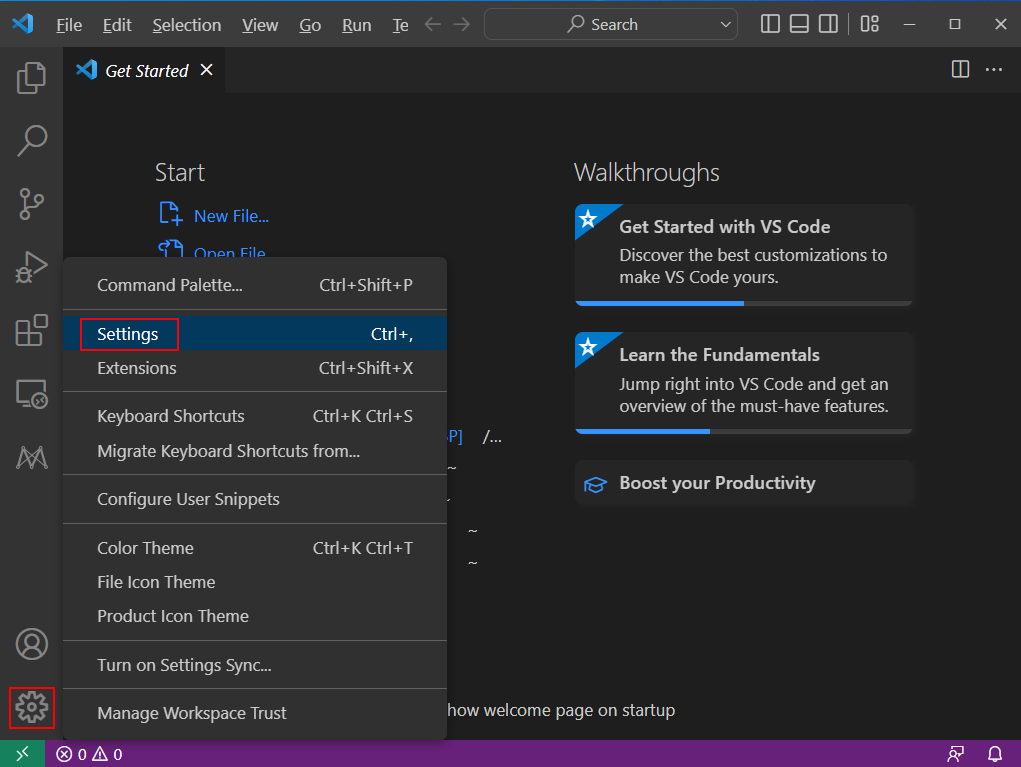 File Edit Selection View Go Run Te Search
Get Started
Start
New File...
Open File
Walkthroughs
Get Started with VS Code
Discover the best customizations to
make VS Code yours.
Learn the Fundamentals
Jump right into VS Code and get an
overview of the must-have features.
Boost your Productivity
Command Palette... Ctrl+Shift+P
Settings Ctrl+,
Extensions Ctrl+Shift+X
Keyboard Shortcuts Ctrl+K Ctrl+S
Migrate Keyboard Shortcuts from...
Configure User Snippets
Color Theme Ctrl+K Ctrl+T
File Icon Theme
Product Icon Theme
Turn on Settings Sync...
Manage Workspace Trust
P] /...
~
~
~
how welcome page on startup
0 0